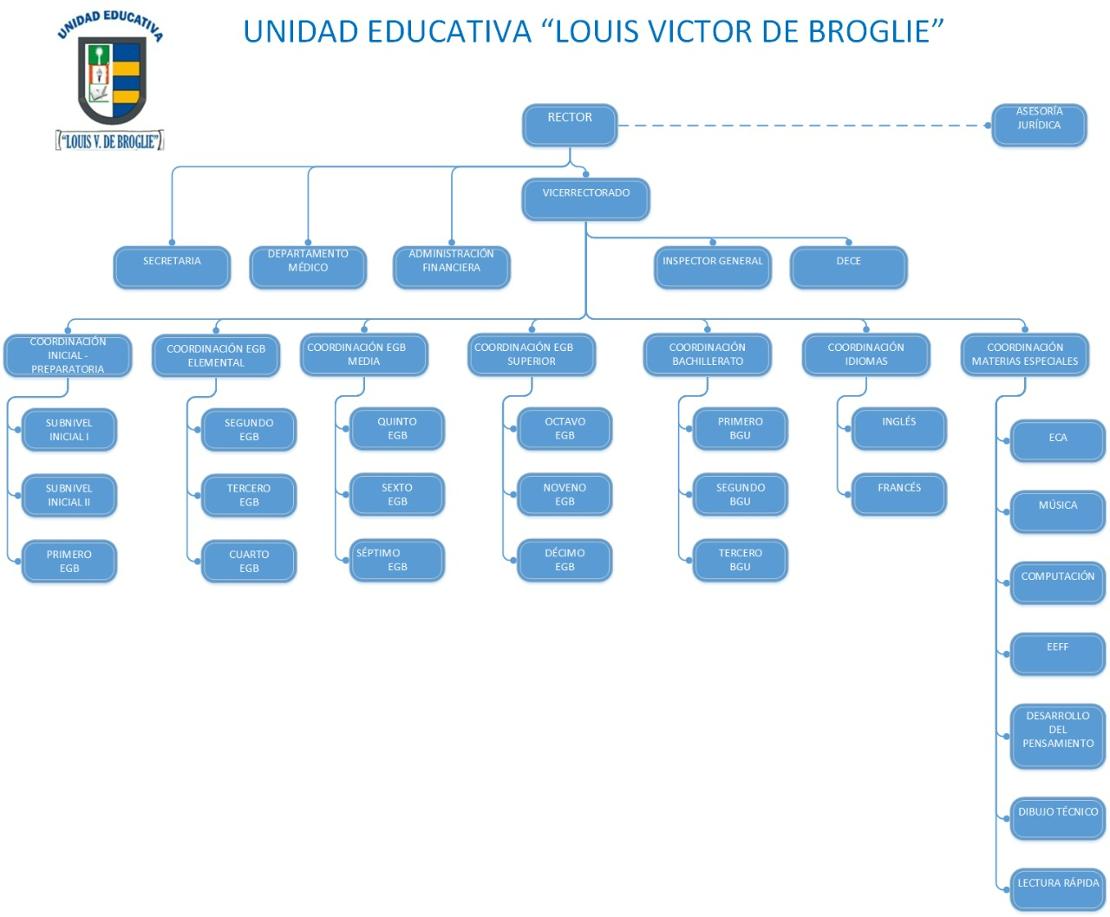 UNIDAD EDUCATIVA
"LOUIS V. DE BROGLIE"
UNIDAD EDUCATIVA “LOUIS VICTOR DE BROGLIE”
RECTOR
ASESORÍA
JURÍDICA
VICERRECTORADO
SECRETARIA
DEPARTAMENTO
MÉDICO
ADMINISTRACIÓN
FINANCIERA
INSPECTOR GENERAL
DECE
COORDINACIÓN
INICIAL -
PREPARATORIA
COORDINACIÓN EGB
ELEMENTAL
COORDINACIÓN EGB
MEDIA
COORDINACIÓN EGB
SUPERIOR
COORDINACIÓN
BACHILLERATO
COORDINACIÓN
IDIOMAS
COORDINACIÓN
MATERIAS ESPECIALES
SUBNIVEL
INICIAL I
SUBNIVEL
INICIAL II
PRIMERO
EGB
SEGUNDO
EGB
TERCERO
EGB
CUARTO
EGB
QUINTO
EGB
SEXTO
EGB
SÉPTIMO
EGB
OCTAVO
EGB
NOVENO
EGB
DÉCIMO
EGB
PRIMERO
BGU
SEGUNDO
BGU
TERCERO
BGU
INGLÉS
FRANCÉS
ECA
MÚSICA
COMPUTACIÓN
EEFF
DESARROLLO
DEL
PENSAMIENTO
DIBUJO TÉCNICO
LECTURA RÁPIDA